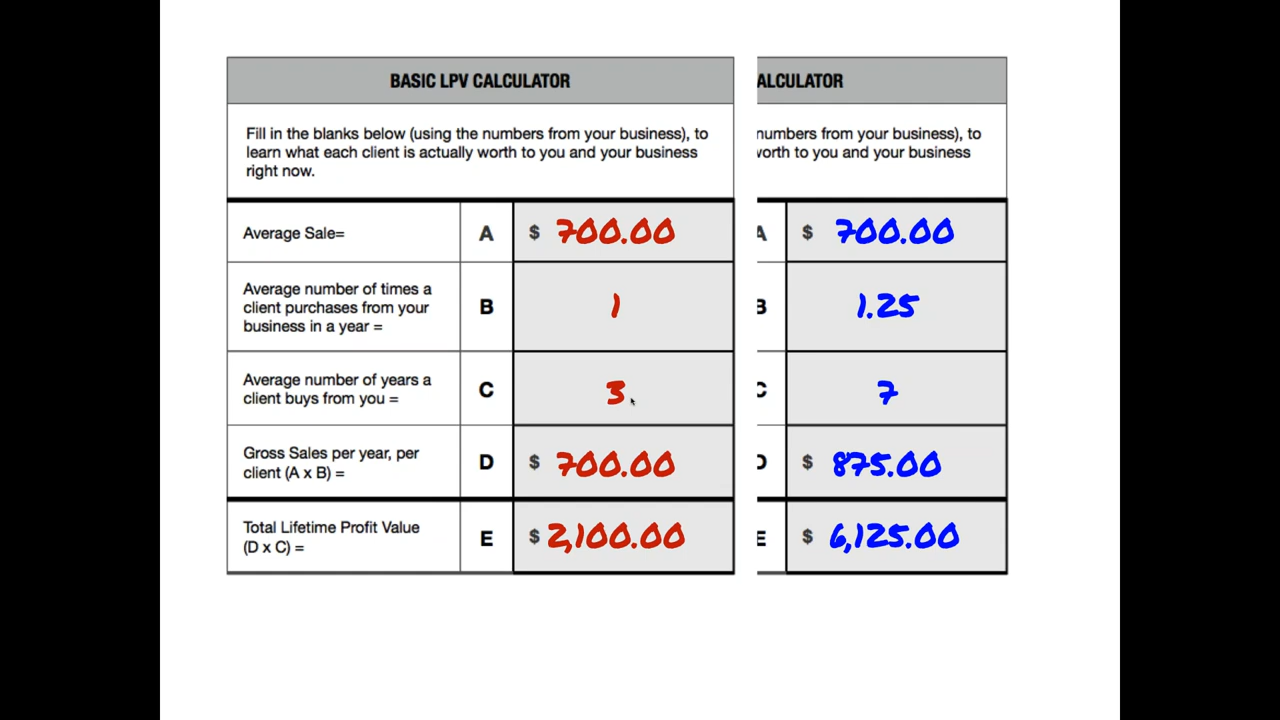 BASIC LPV CALCULATOR
Fill in the blanks below (using the numbers from your business), to
learn what each client is actually worth to you and your business
right now.
Average Sale=
A
$ 700.00
Average number of times a
client purchases from your
business in a year =
B
1
Average number of years a
client buys from you =
C
3
Gross Sales per year, per
client (A x B) =
D
$ 700.00
Total Lifetime Profit Value
(D x C) =
E
$ 2,100.00
ALCULATOR
numbers from your business), to
worth to you and your business
A
$ 700.00
B
1.25
C
7
D
$ 875.00
E
$ 6,125.00